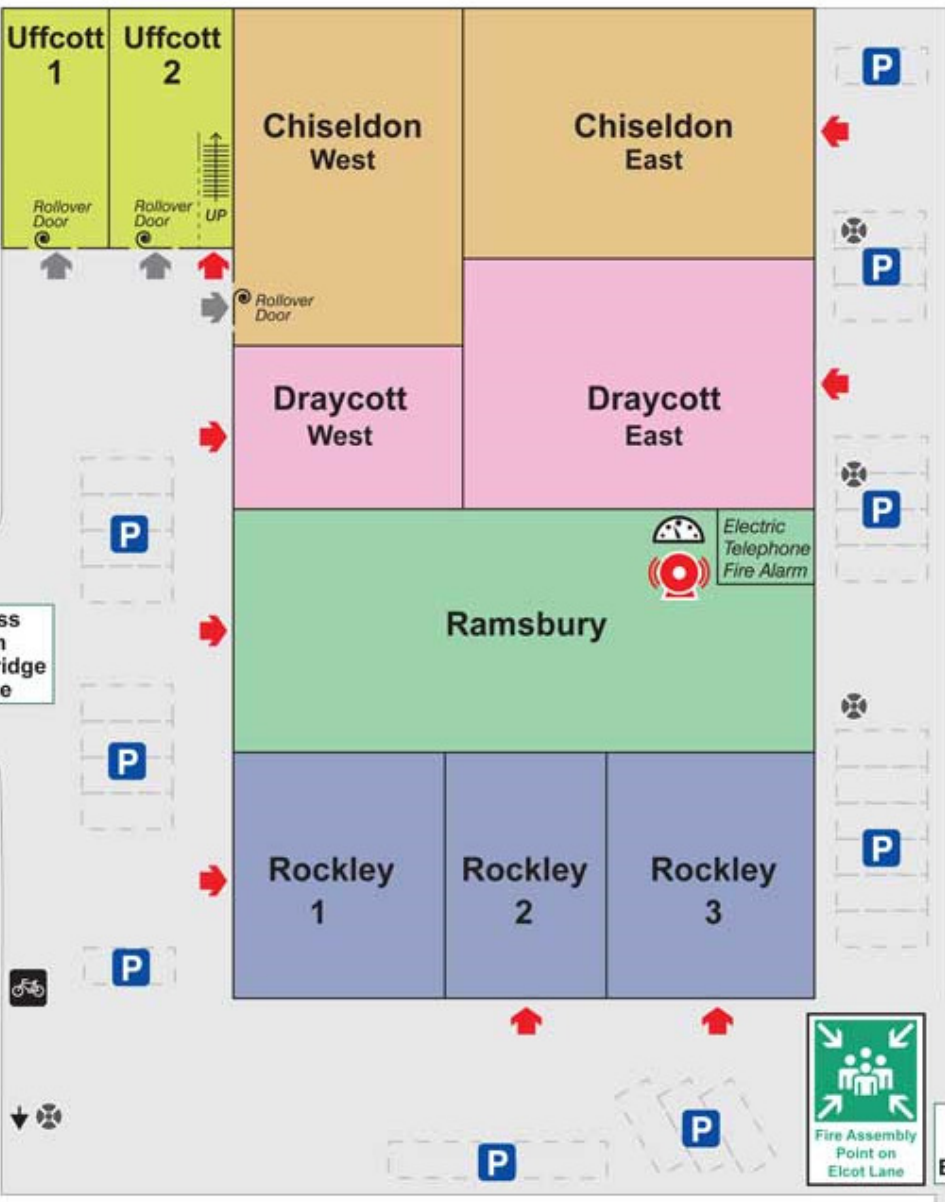 Uffcott
1
Uffcott
2
Chiseldon
West
Chiseldon
East
Rollover
Door
Rollover
Door
UP
Rollover
Door
Draycott
West
Draycott
East
Electric
Telephone
Fire Alarm
Ramsbury
Rockley
1
Rockley
2
Rockley
3
P
P
P
P
P
P
P
P
P
Fire Assembly
Point on
Elcot Lane